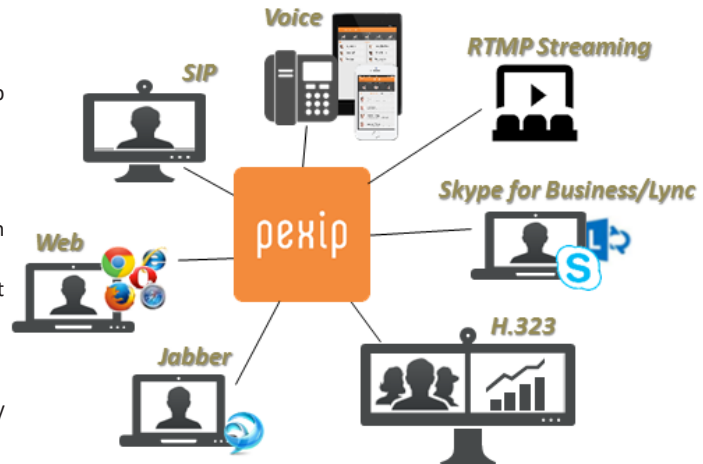 Voice
RTMP Streaming
SIP
Skype for Business/Lync
pexip
Web
S
L
H.323
Jabber